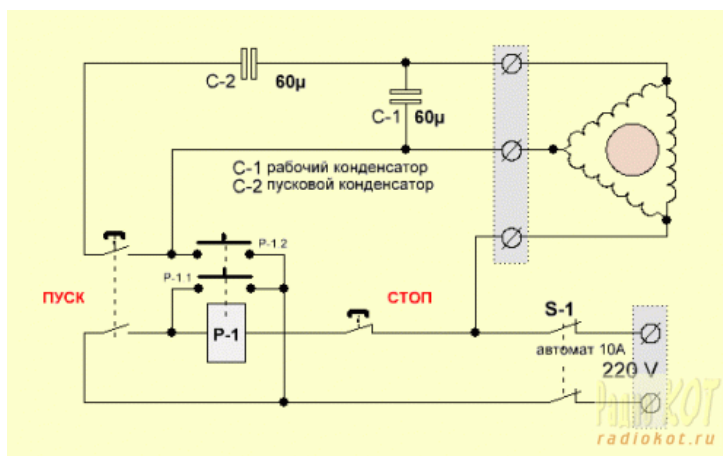 С-2
60µ
С-1
60µ
С-1 рабочий конденсатор
С-2 пусковой конденсатор
Р-1.2
Р-1.1
ПУСК
СТОП
Р-1
S-1
автомат 10А
220 V
РадиоКОТ
radiokot.ru